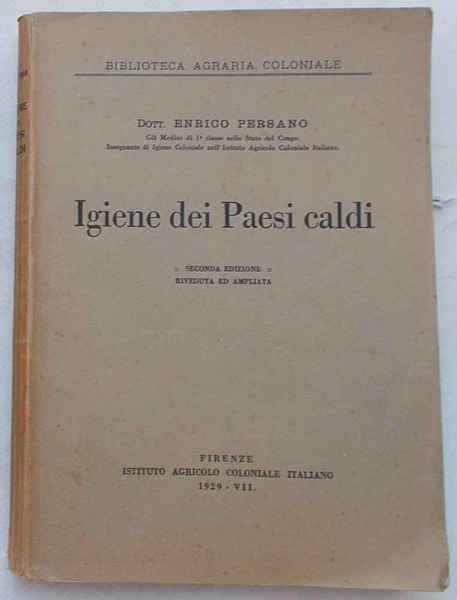 BIBLIOTECA AGRARIA COLONIALE
DOTT. ENRICO PERSANO
Già Medico di 1ª classe nello Stato del Congo.
Insegnante di Igiene Coloniale nell'Istituto Agricolo Coloniale Italiano.
Igiene dei Paesi caldi
SECONDA EDIZIONE
RIVEDUTA ED AMPLIATA
FIRENZE
ISTITUTO AGRICOLO COLONIALE ITALIANO
1929 - VII.